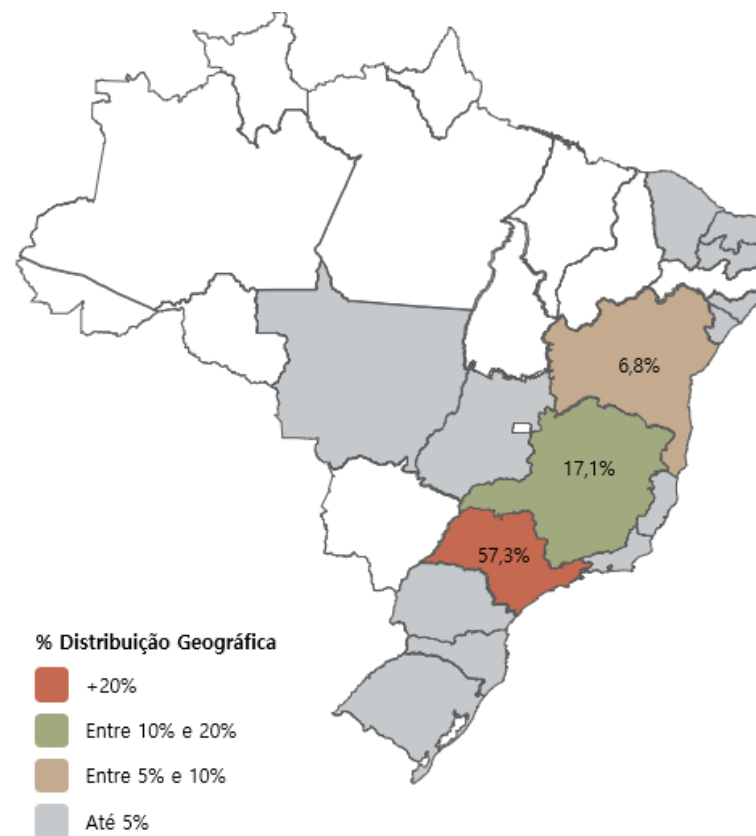 6,8%
17,1%
57,3%
% Distribuição Geográfica
+20%
Entre 10% e 20%
Entre 5% e 10%
Até 5%